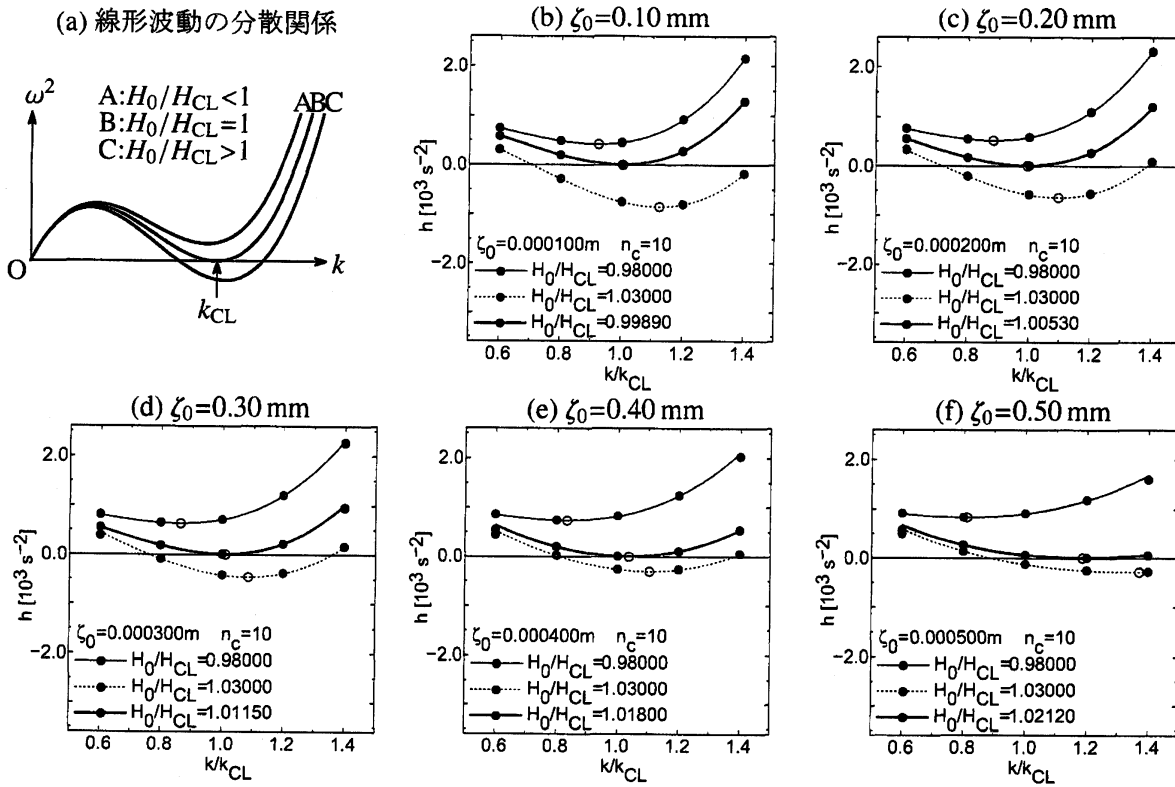 (a) 線形波動の分散関係
ω²
A:H₀/H_CL<1
B:H₀/H_CL=1
C:H₀/H_CL>1
ABC
O
k
k_CL
(b) ζ₀=0.10 mm
h [10³ s⁻²]
2.0
0.0
-2.0
ζ₀=0.000100m n_c=10
H₀/H_CL=0.98000
H₀/H_CL=1.03000
H₀/H_CL=0.99890
0.6 0.8 1.0 1.2 1.4
k/k_CL
(c) ζ₀=0.20 mm
h [10³ s⁻²]
2.0
0.0
-2.0
ζ₀=0.000200m n_c=10
H₀/H_CL=0.98000
H₀/H_CL=1.03000
H₀/H_CL=1.00530
0.6 0.8 1.0 1.2 1.4
k/k_CL
(d) ζ₀=0.30 mm
h [10³ s⁻²]
2.0
0.0
-2.0
ζ₀=0.000300m n_c=10
H₀/H_CL=0.98000
H₀/H_CL=1.03000
H₀/H_CL=1.01150
0.6 0.8 1.0 1.2 1.4
k/k_CL
(e) ζ₀=0.40 mm
h [10³ s⁻²]
2.0
0.0
-2.0
ζ₀=0.000400m n_c=10
H₀/H_CL=0.98000
H₀/H_CL=1.03000
H₀/H_CL=1.01800
0.6 0.8 1.0 1.2 1.4
k/k_CL
(f) ζ₀=0.50 mm
h [10³ s⁻²]
2.0
0.0
-2.0
ζ₀=0.000500m n_c=10
H₀/H_CL=0.98000
H₀/H_CL=1.03000
H₀/H_CL=1.02120
0.6 0.8 1.0 1.2 1.4
k/k_CL